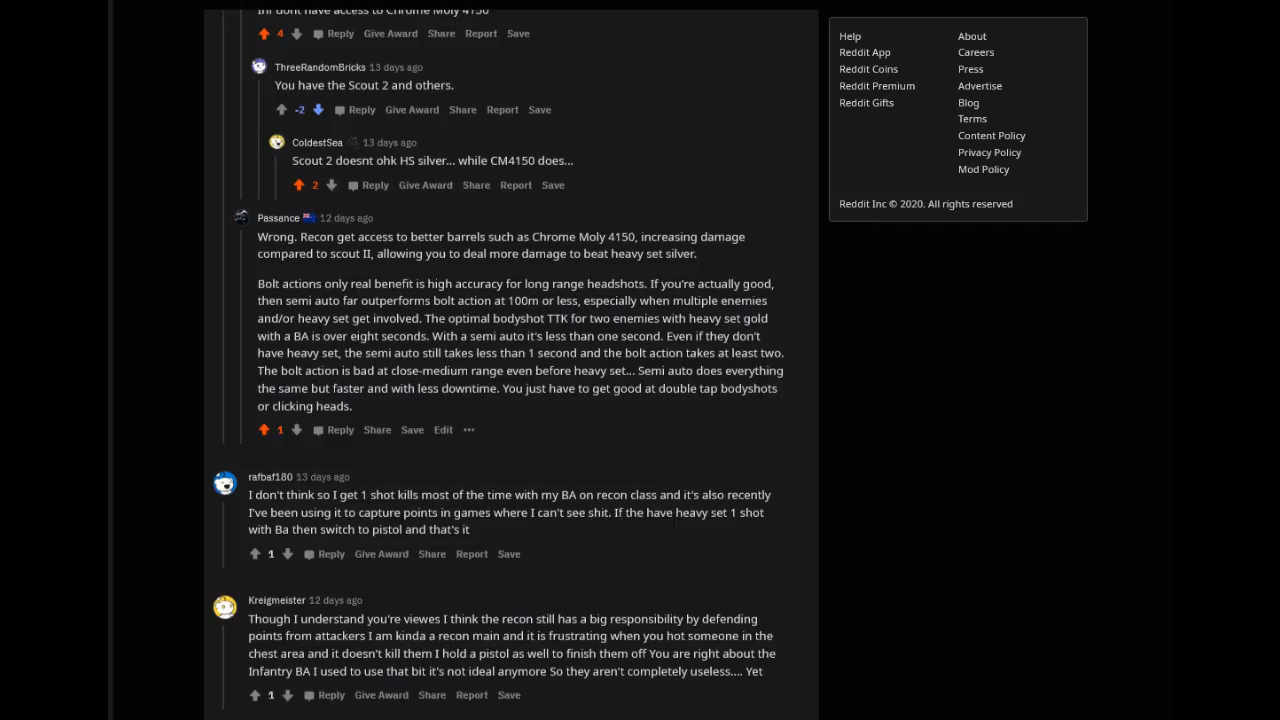 Inf dont have access to Chrome Moly 4150
4 Reply Give Award Share Report Save
ThreeRandomBricks 13 days ago
You have the Scout 2 and others.
-2 Reply Give Award Share Report Save
ColdestSea 13 days ago
Scout 2 doesnt ohk HS silver... while CM4150 does...
2 Reply Give Award Share Report Save
Passance 12 days ago
Wrong. Recon get access to better barrels such as Chrome Moly 4150, increasing damage
compared to scout II, allowing you to deal more damage to beat heavy set silver.
Bolt actions only real benefit is high accuracy for long range headshots. If you're actually good,
then semi auto far outperforms bolt action at 100m or less, especially when multiple enemies
and/or heavy set get involved. The optimal bodyshot TTK for two enemies with heavy set gold
with a BA is over eight seconds. With a semi auto it's less than one second. Even if they don't
have heavy set, the semi auto still takes less than 1 second and the bolt action takes at least two.
The bolt action is bad at close-medium range even before heavy set... Semi auto does everything
the same but faster and with less downtime. You just have to get good at double tap bodyshots
or clicking heads.
1 Reply Share Save Edit ...
rafbaf180 13 days ago
I don't think so I get 1 shot kills most of the time with my BA on recon class and it's also recently
I've been using it to capture points in games where I can't see shit. If the have heavy set 1 shot
with Ba then switch to pistol and that's it
1 Reply Give Award Share Report Save
Kreigmeister 12 days ago
Though I understand you're viewes I think the recon still has a big responsibility by defending
points from attackers I am kinda a recon main and it is frustrating when you hot someone in the
chest area and it doesn't kill them I hold a pistol as well to finish them off You are right about the
Infantry BA I used to use that bit it's not ideal anymore So they aren't completely useless.... Yet
1 Reply Give Award Share Report Save
Help About
Reddit App Careers
Reddit Coins Press
Reddit Premium Advertise
Reddit Gifts Blog
Terms
Content Policy
Privacy Policy
Mod Policy
Reddit Inc © 2020. All rights reserved